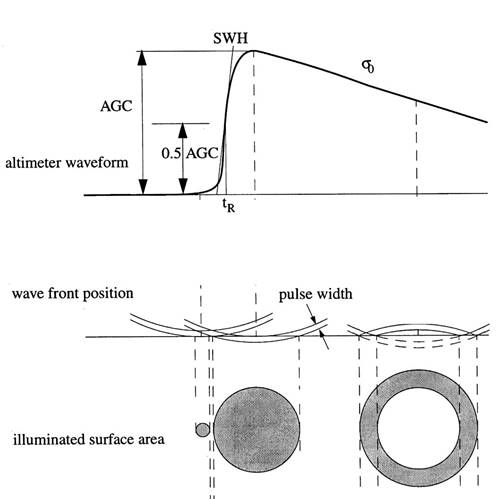 SWH
σ0
AGC
0.5 AGC
altimeter waveform
tR
wave front position
pulse width
illuminated surface area